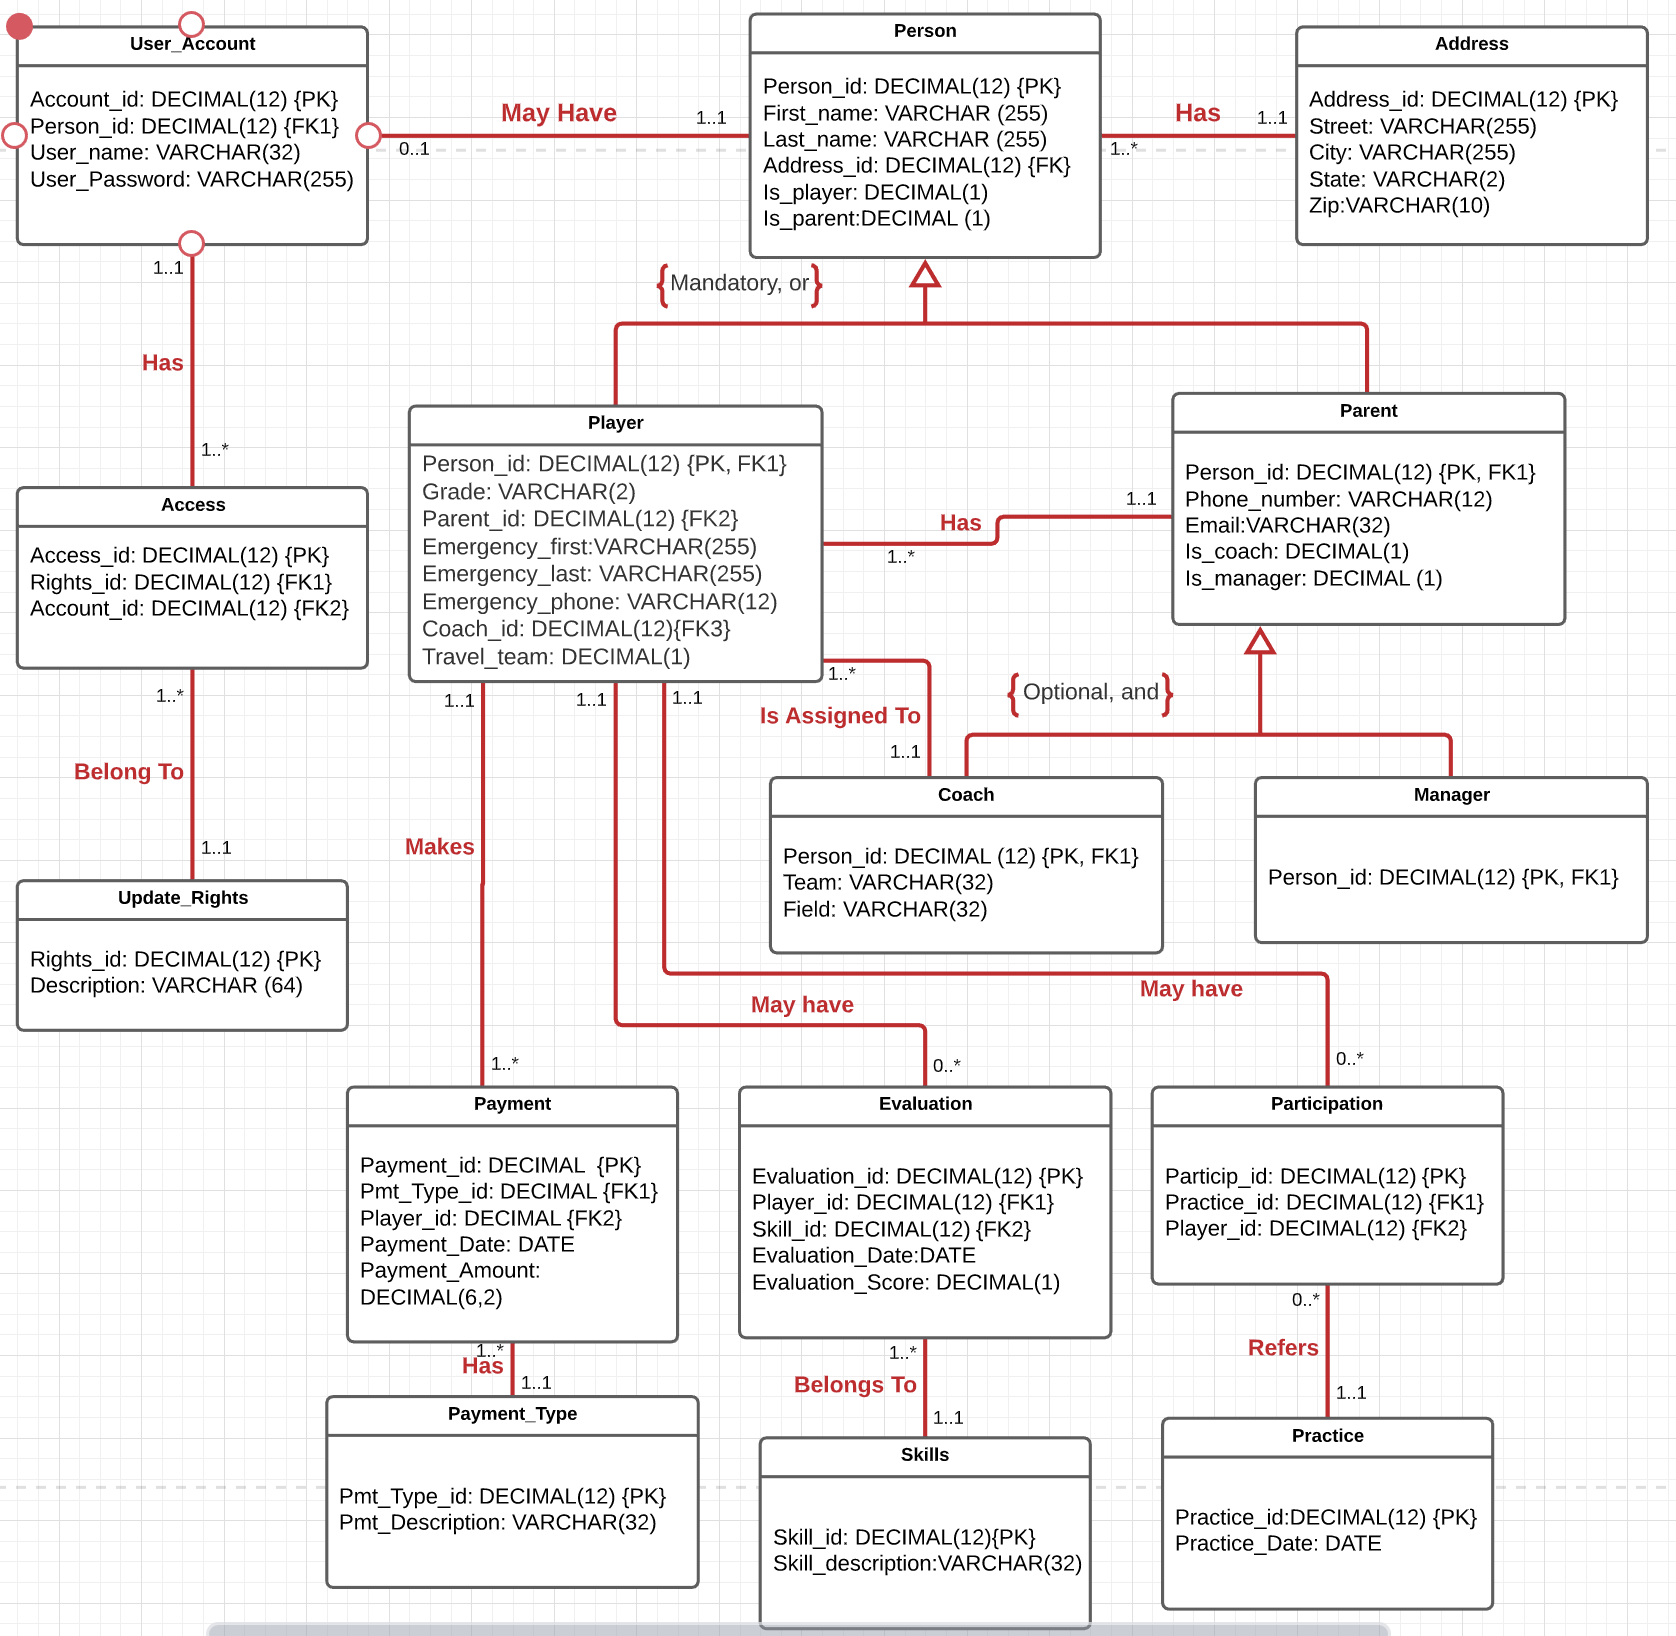 User_Account
Account_id: DECIMAL(12) {PK}
Person_id: DECIMAL(12) {FK1}
User_name: VARCHAR(32)
User_Password: VARCHAR(255)
May Have
0..1
1..1
Person
Person_id: DECIMAL(12) {PK}
First_name: VARCHAR (255)
Last_name: VARCHAR (255)
Address_id: DECIMAL(12) {FK}
Is_player: DECIMAL(1)
Is_parent:DECIMAL (1)
Has
1..*
1..1
Address
Address_id: DECIMAL(12) {PK}
Street: VARCHAR(255)
City: VARCHAR(255)
State: VARCHAR(2)
Zip:VARCHAR(10)
1..1
Has
1..*
{Mandatory, or}
Access
Access_id: DECIMAL(12) {PK}
Rights_id: DECIMAL(12) {FK1}
Account_id: DECIMAL(12) {FK2}
Player
Person_id: DECIMAL(12) {PK, FK1}
Grade: VARCHAR(2)
Parent_id: DECIMAL(12) {FK2}
Emergency_first:VARCHAR(255)
Emergency_last: VARCHAR(255)
Emergency_phone: VARCHAR(12)
Coach_id: DECIMAL(12){FK3}
Travel_team: DECIMAL(1)
Has
1..*
1..1
Parent
Person_id: DECIMAL(12) {PK, FK1}
Phone_number: VARCHAR(12)
Email:VARCHAR(32)
Is_coach: DECIMAL(1)
Is_manager: DECIMAL (1)
1..*
Belong To
1..1
1..1
1..1
1..1
1..*
Is Assigned To
1..1
{Optional, and}
Update_Rights
Rights_id: DECIMAL(12) {PK}
Description: VARCHAR (64)
Makes
1..*
Coach
Person_id: DECIMAL (12) {PK, FK1}
Team: VARCHAR(32)
Field: VARCHAR(32)
Manager
Person_id: DECIMAL(12) {PK, FK1}
May have
0..*
May have
0..*
Payment
Payment_id: DECIMAL  {PK}
Pmt_Type_id: DECIMAL {FK1}
Player_id: DECIMAL {FK2}
Payment_Date: DATE
Payment_Amount:
DECIMAL(6,2)
Evaluation
Evaluation_id: DECIMAL(12) {PK}
Player_id: DECIMAL(12) {FK1}
Skill_id: DECIMAL(12) {FK2}
Evaluation_Date:DATE
Evaluation_Score: DECIMAL(1)
Participation
Particip_id: DECIMAL(12) {PK}
Practice_id: DECIMAL(12) {FK1}
Player_id: DECIMAL(12) {FK2}
1..*
Has
1..1
1..*
Belongs To
1..1
0..*
Refers
1..1
Payment_Type
Pmt_Type_id: DECIMAL(12) {PK}
Pmt_Description: VARCHAR(32)
Skills
Skill_id: DECIMAL(12){PK}
Skill_description:VARCHAR(32)
Practice
Practice_id:DECIMAL(12) {PK}
Practice_Date: DATE